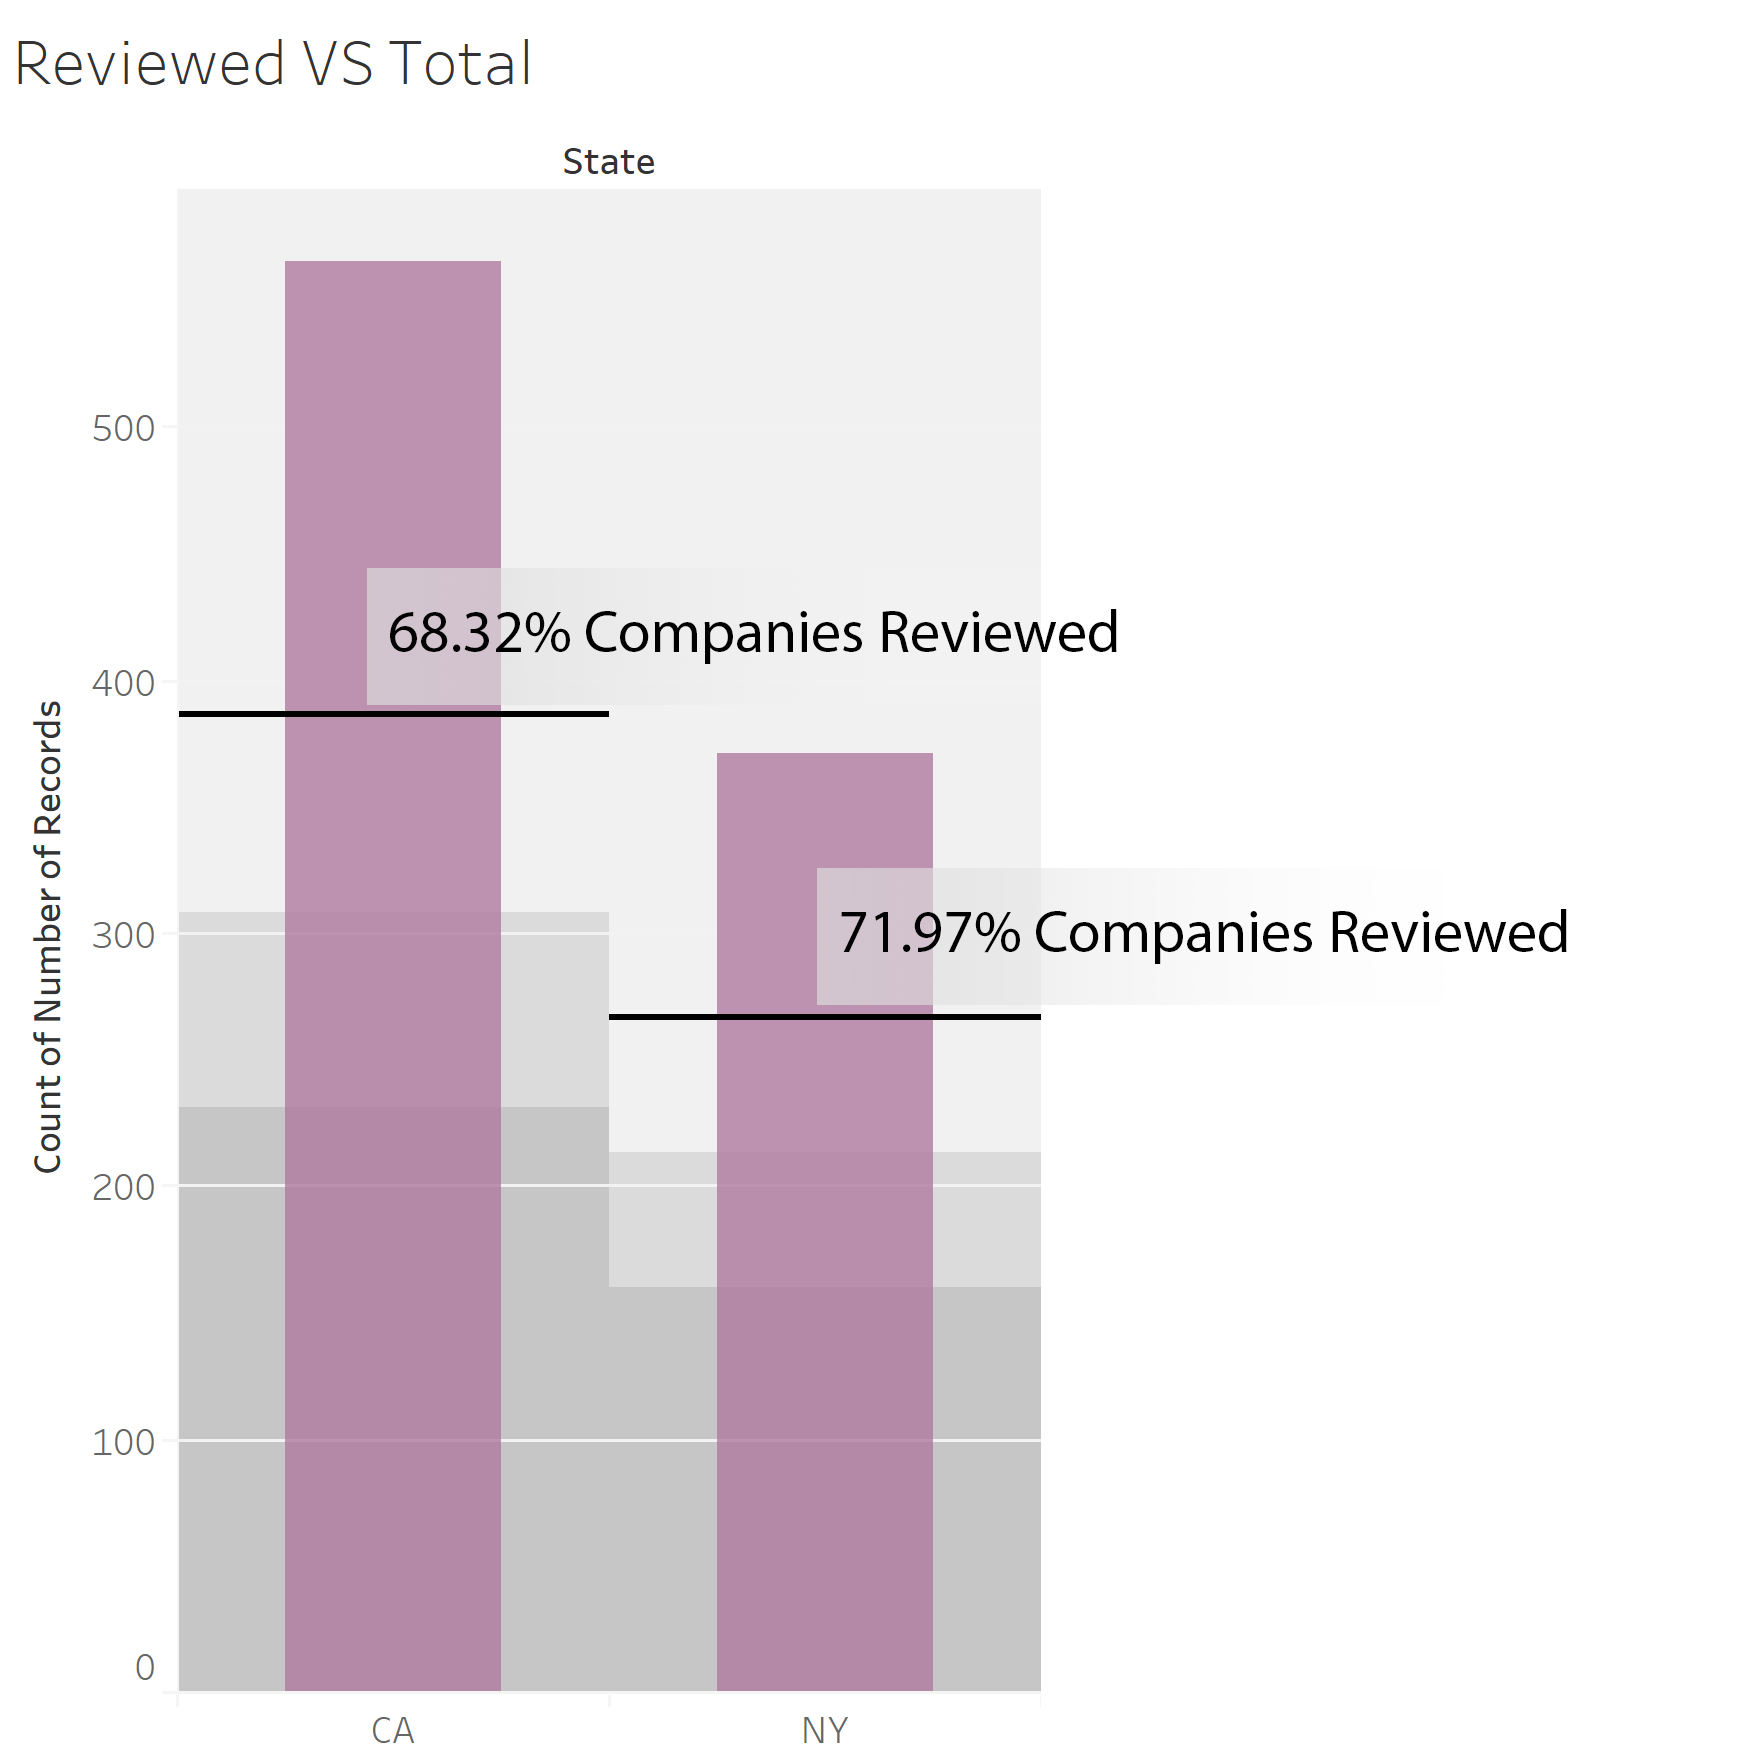 Reviewed VS Total
State
Count of Number of Records
500
400
300
200
100
0
68.32% Companies Reviewed
71.97% Companies Reviewed
CA
NY